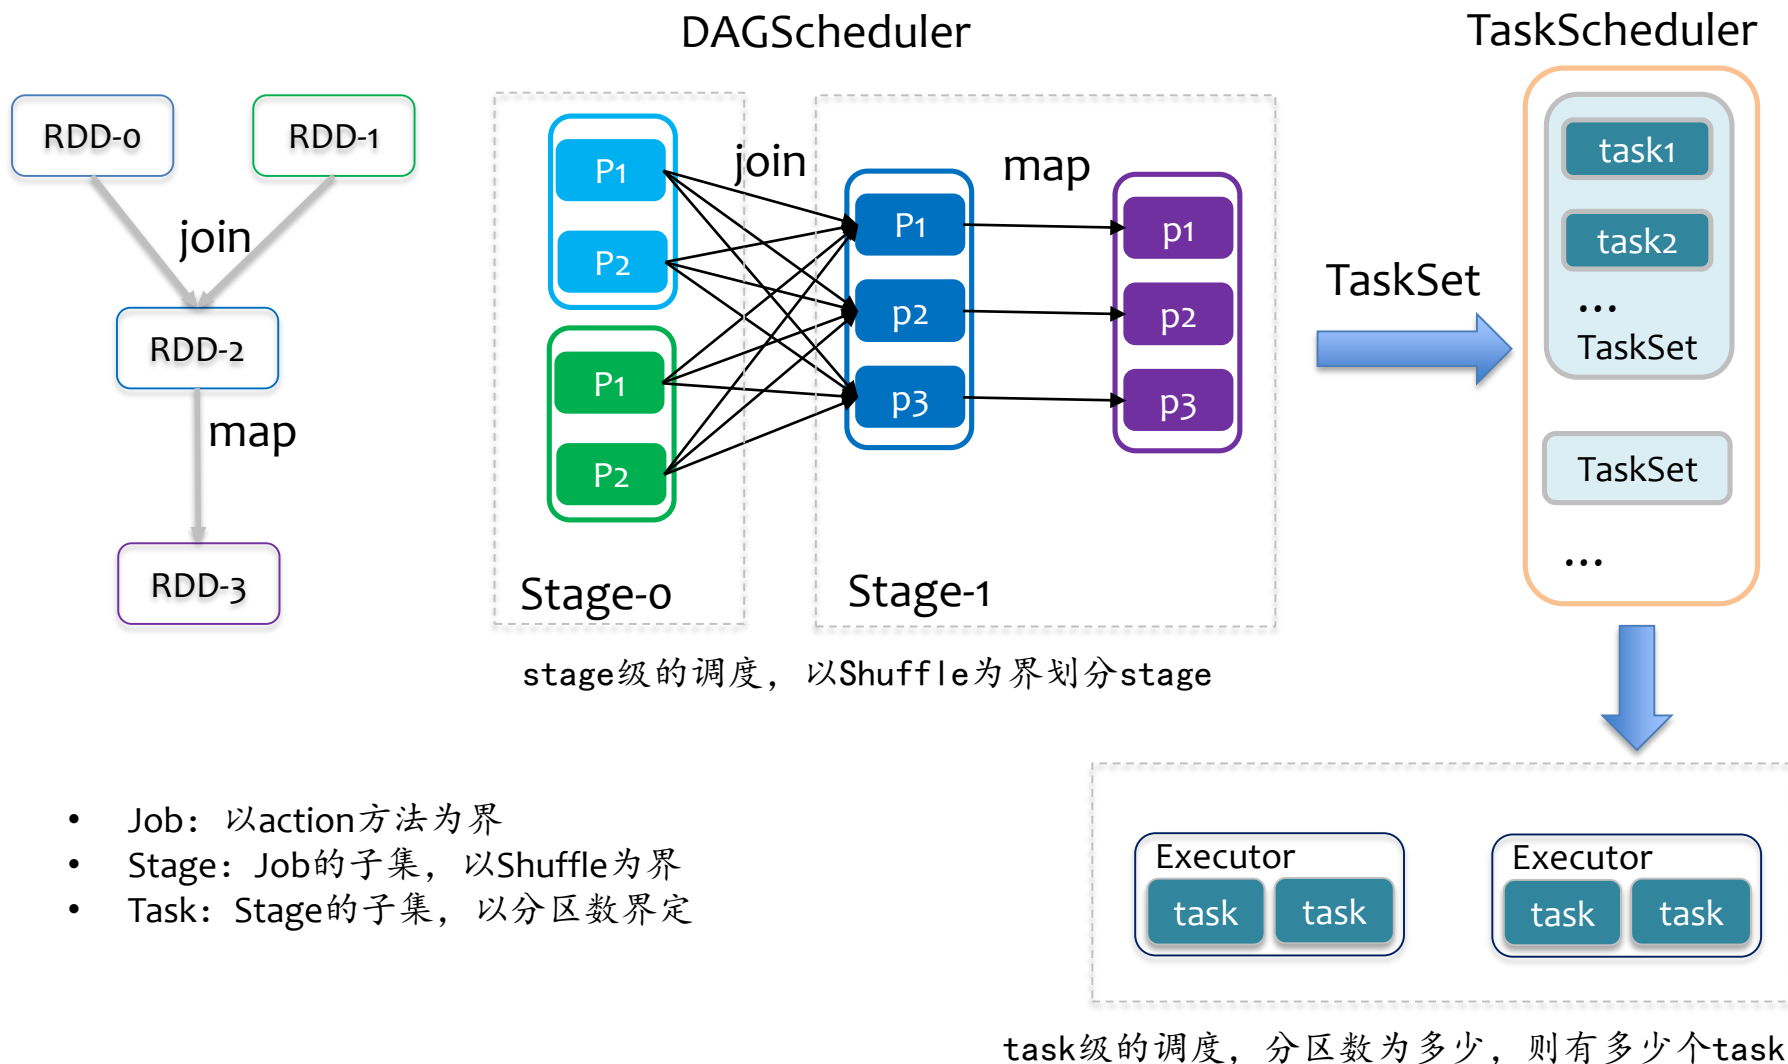 DAGScheduler
TaskScheduler
RDD-0
RDD-1
join
RDD-2
map
RDD-3
P1
P2
P1
P2
Stage-0
join
P1
p2
p3
map
p1
p2
p3
Stage-1
stage级的调度，以Shuffle为界划分stage
TaskSet
task1
task2
...
TaskSet
TaskSet
...
• Job：以action方法为界
• Stage：Job的子集，以Shuffle为界
• Task：Stage的子集，以分区数界定
Executor
task task
Executor
task task
task级的调度，分区数为多少，则有多少个task